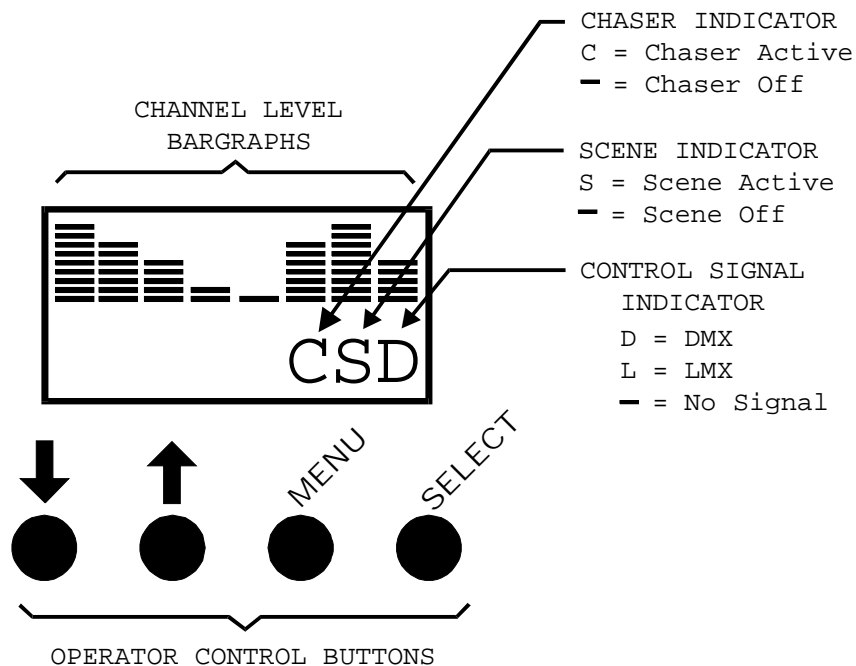 CHASER INDICATOR
C = Chaser Active
– = Chaser Off
CHANNEL LEVEL
BARGRAPHS
SCENE INDICATOR
S = Scene Active
– = Scene Off
CONTROL SIGNAL
INDICATOR
D = DMX
L = LMX
– = No Signal
CSD
MENU
SELECT
OPERATOR CONTROL BUTTONS